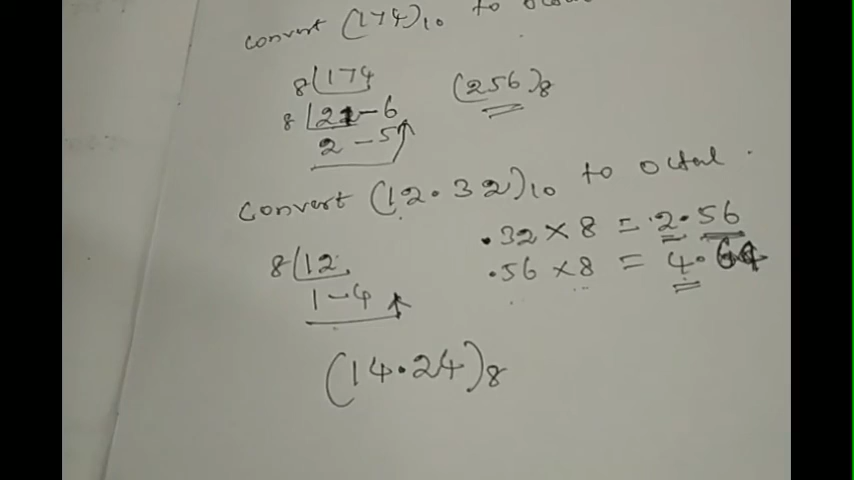 convert (174)10 to octal
8 174
8 21 - 6 (256)8
2 - 5
convert (12.32)10 to octal.
.32 × 8 = 2.56
8 12 .56 × 8 = 4.
1 - 4
(14.24)8